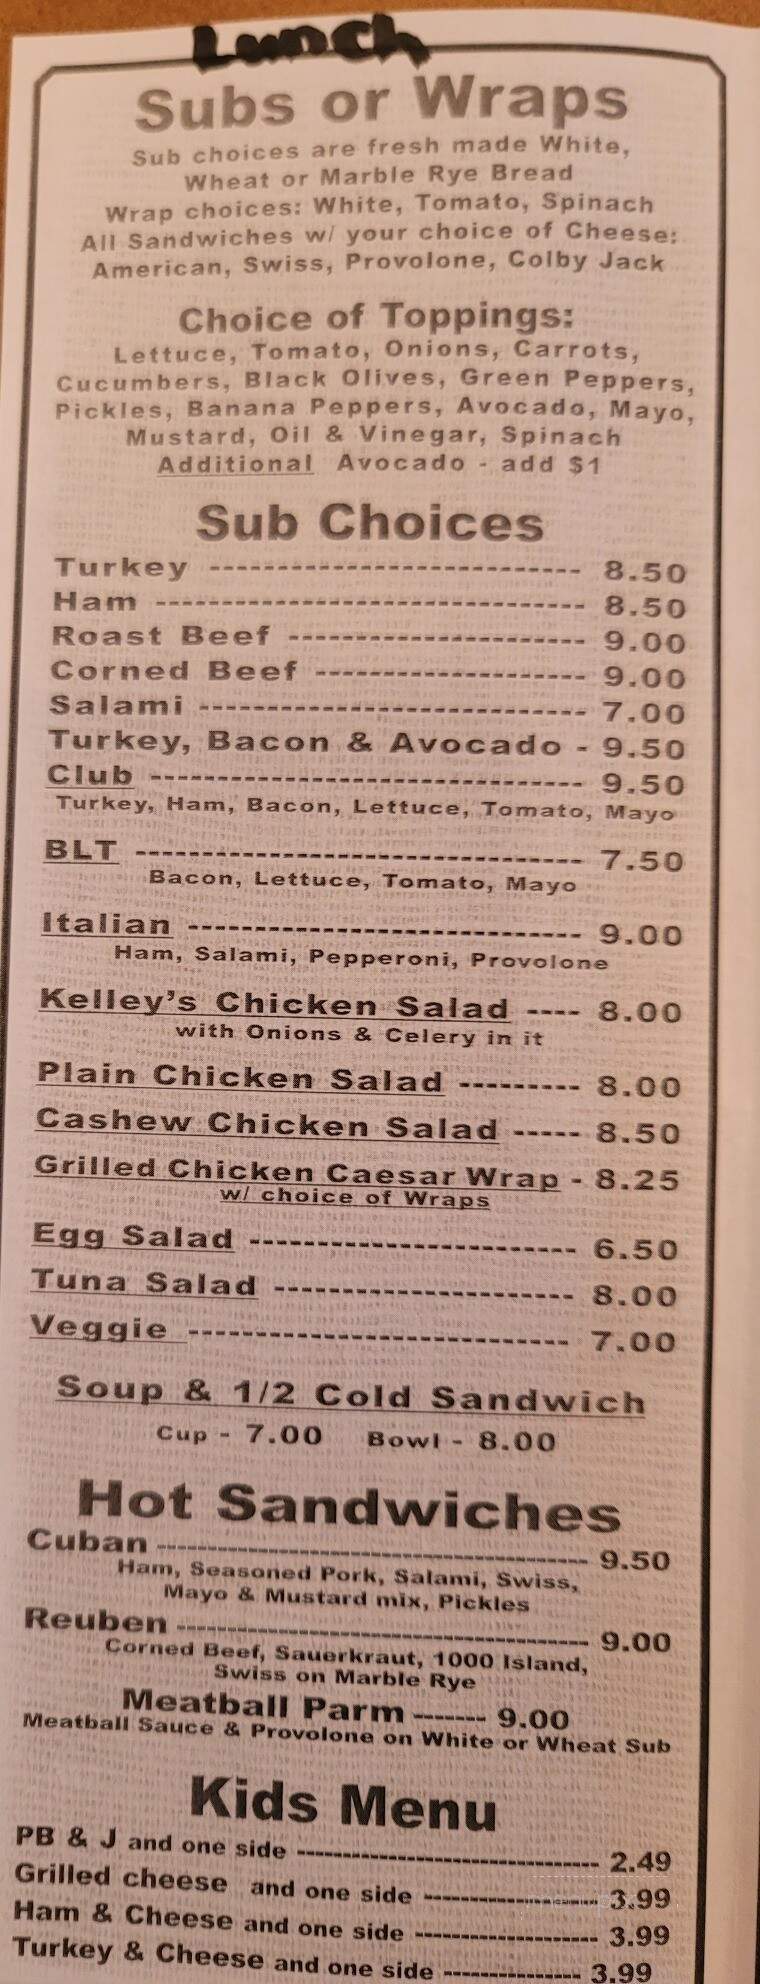 Lunch
Subs or Wraps
Sub choices are fresh made White,
Wheat or Marble Rye Bread
Wrap choices: White, Tomato, Spinach
All Sandwiches w/ your choice of Cheese:
American, Swiss, Provolone, Colby Jack
Choice of Toppings:
Lettuce, Tomato, Onions, Carrots,
Cucumbers, Black Olives, Green Peppers,
Pickles, Banana Peppers, Avocado, Mayo,
Mustard, Oil & Vinegar, Spinach
Additional Avocado - add $1
Sub Choices
Turkey ---------------------------- 8.50
Ham -------------------------------- 8.50
Roast Beef ---------------------- 9.00
Corned Beef -------------------- 9.00
Salami ----------------------------- 7.00
Turkey, Bacon & Avocado - 9.50
Club -------------------------------- 9.50
Turkey, Ham, Bacon, Lettuce, Tomato, Mayo
BLT --------------------------------- 7.50
Bacon, Lettuce, Tomato, Mayo
Italian ----------------------------- 9.00
Ham, Salami, Pepperoni, Provolone
Kelley's Chicken Salad ---- 8.00
with Onions & Celery in it
Plain Chicken Salad --------- 8.00
Cashew Chicken Salad ----- 8.50
Grilled Chicken Caesar Wrap - 8.25
w/ choice of Wraps
Egg Salad ------------------------ 6.50
Tuna Salad ---------------------- 8.00
Veggie ---------------------------- 7.00
Soup & 1/2 Cold Sandwich
Cup - 7.00 Bowl - 8.00
Hot Sandwiches
Cuban ------------------------------------------ 9.50
Ham, Seasoned Pork, Salami, Swiss,
Mayo & Mustard mix, Pickles
Reuben ---------------------------------------- 9.00
Corned Beef, Sauerkraut, 1000 Island,
Swiss on Marble Rye
Meatball Parm ------- 9.00
Meatball Sauce & Provolone on White or Wheat Sub
Kids Menu
PB & J and one side -------------------------------- 2.49
Grilled cheese and one side ------------------- 3.99
Ham & Cheese and one side -------------------- 3.99
Turkey & Cheese and one side --------------- 3.99